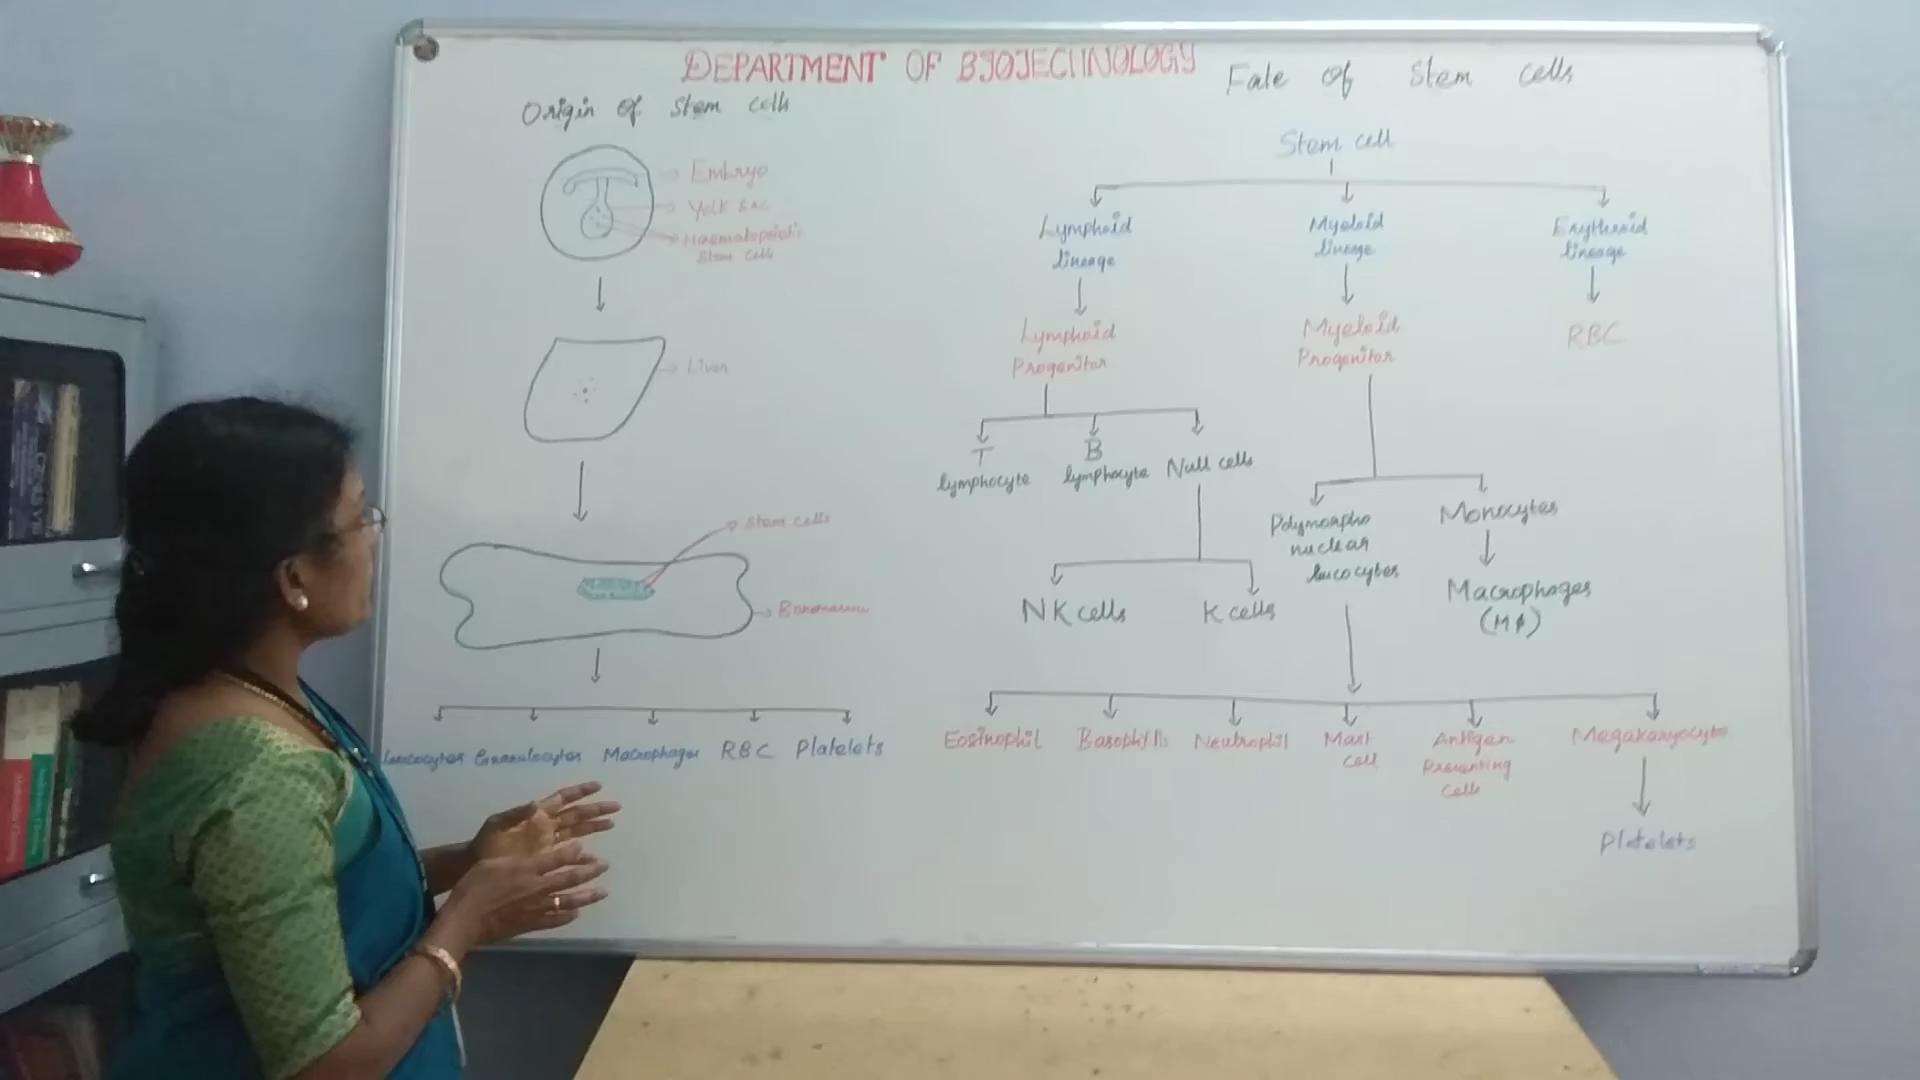 DEPARTMENT OF BIOTECHNOLOGY
Origin of stem cells
Embryo
Yolk sac
Haematopoietic
Stem cells
Liver
Stem cells
Bonemarrow
Leucocytes Granulocytes Macrophages RBC Platelets
Fate of Stem cells
Stem cell
Lymphoid
lineage
Myeloid
lineage
Erythroid
lineage
Lymphoid
Progenitor
Myeloid
Progenitor
RBC
T
lymphocyte
B
lymphocyte
Null cells
Polymorpho
nuclear
leucocytes
Monocytes
Macrophages
(Mφ)
NK cells
K cells
Eosinophil
Basophils
Neutrophil
Mast
cell
Antigen
Presenting
Cells
Megakaryocyte
Platelets